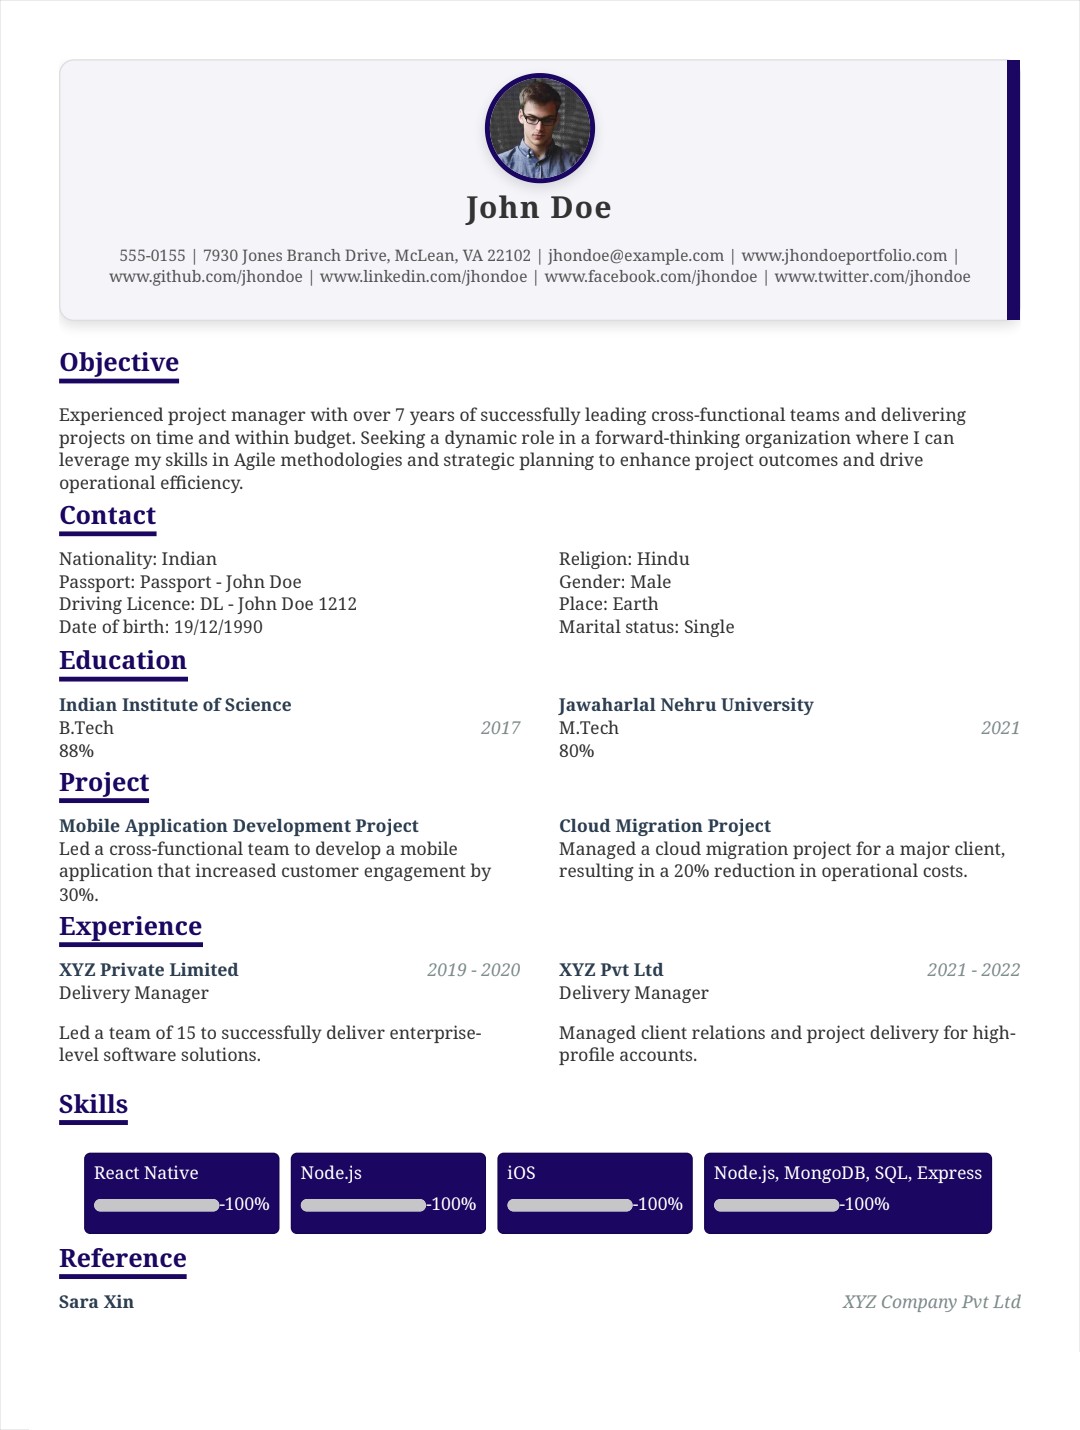 John Doe
555-0155 | 7930 Jones Branch Drive, McLean, VA 22102 | jhondoe@example.com | www.jhondoeportfolio.com |
www.github.com/jhondoe | www.linkedin.com/jhondoe | www.facebook.com/jhondoe | www.twitter.com/jhondoe
Objective
Experienced project manager with over 7 years of successfully leading cross-functional teams and delivering
projects on time and within budget. Seeking a dynamic role in a forward-thinking organization where I can
leverage my skills in Agile methodologies and strategic planning to enhance project outcomes and drive
operational efficiency.
Contact
Nationality: Indian
Passport: Passport - John Doe
Driving Licence: DL - John Doe 1212
Date of birth: 19/12/1990
Religion: Hindu
Gender: Male
Place: Earth
Marital status: Single
Education
Indian Institute of Science
B.Tech 2017
88%
Jawaharlal Nehru University
M.Tech 2021
80%
Project
Mobile Application Development Project
Led a cross-functional team to develop a mobile
application that increased customer engagement by
30%.
Cloud Migration Project
Managed a cloud migration project for a major client,
resulting in a 20% reduction in operational costs.
Experience
XYZ Private Limited 2019 - 2020
Delivery Manager
Led a team of 15 to successfully deliver enterprise-
level software solutions.
XYZ Pvt Ltd 2021 - 2022
Delivery Manager
Managed client relations and project delivery for high-
profile accounts.
Skills
React Native
-100%
Node.js
-100%
iOS
-100%
Node.js, MongoDB, SQL, Express
-100%
Reference
Sara Xin XYZ Company Pvt Ltd